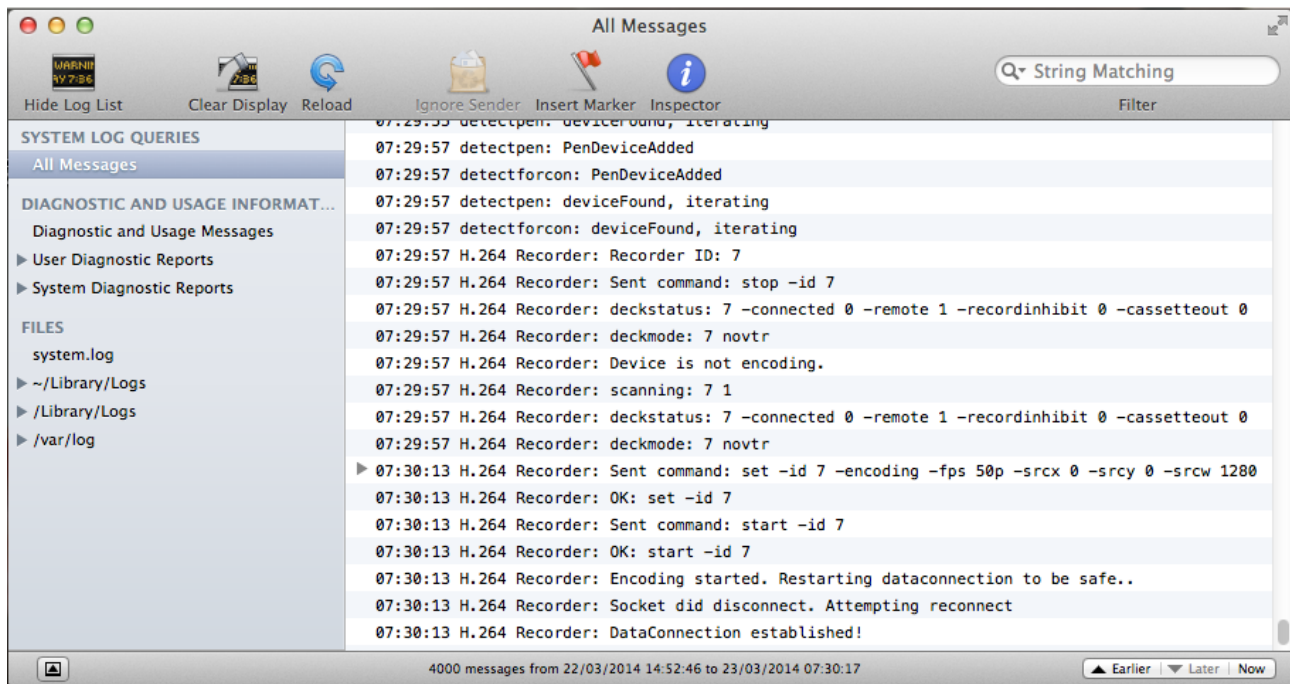 All Messages
WARNIN
AY 7:36
7:36
Hide Log List
Clear Display
Reload
Ignore Sender
Insert Marker
Inspector
String Matching
Filter
SYSTEM LOG QUERIES
All Messages
DIAGNOSTIC AND USAGE INFORMAT...
Diagnostic and Usage Messages
User Diagnostic Reports
System Diagnostic Reports
FILES
system.log
~/Library/Logs
/Library/Logs
/var/log
detectpen: deviceFound, iterating
07:29:57 detectpen: PenDeviceAdded
07:29:57 detectforcon: PenDeviceAdded
07:29:57 detectpen: deviceFound, iterating
07:29:57 detectforcon: deviceFound, iterating
07:29:57 H.264 Recorder: Recorder ID: 7
07:29:57 H.264 Recorder: Sent command: stop -id 7
07:29:57 H.264 Recorder: deckstatus: 7 -connected 0 -remote 1 -recordinhibit 0 -cassetteout 0
07:29:57 H.264 Recorder: deckmode: 7 novtr
07:29:57 H.264 Recorder: Device is not encoding.
07:29:57 H.264 Recorder: scanning: 7 1
07:29:57 H.264 Recorder: deckstatus: 7 -connected 0 -remote 1 -recordinhibit 0 -cassetteout 0
07:29:57 H.264 Recorder: deckmode: 7 novtr
07:30:13 H.264 Recorder: Sent command: set -id 7 -encoding -fps 50p -srcx 0 -srcy 0 -srcw 1280
07:30:13 H.264 Recorder: OK: set -id 7
07:30:13 H.264 Recorder: Sent command: start -id 7
07:30:13 H.264 Recorder: OK: start -id 7
07:30:13 H.264 Recorder: Encoding started. Restarting dataconnection to be safe..
07:30:13 H.264 Recorder: Socket did disconnect. Attempting reconnect
07:30:13 H.264 Recorder: DataConnection established!
4000 messages from 22/03/2014 14:52:46 to 23/03/2014 07:30:17
Earlier
Later
Now